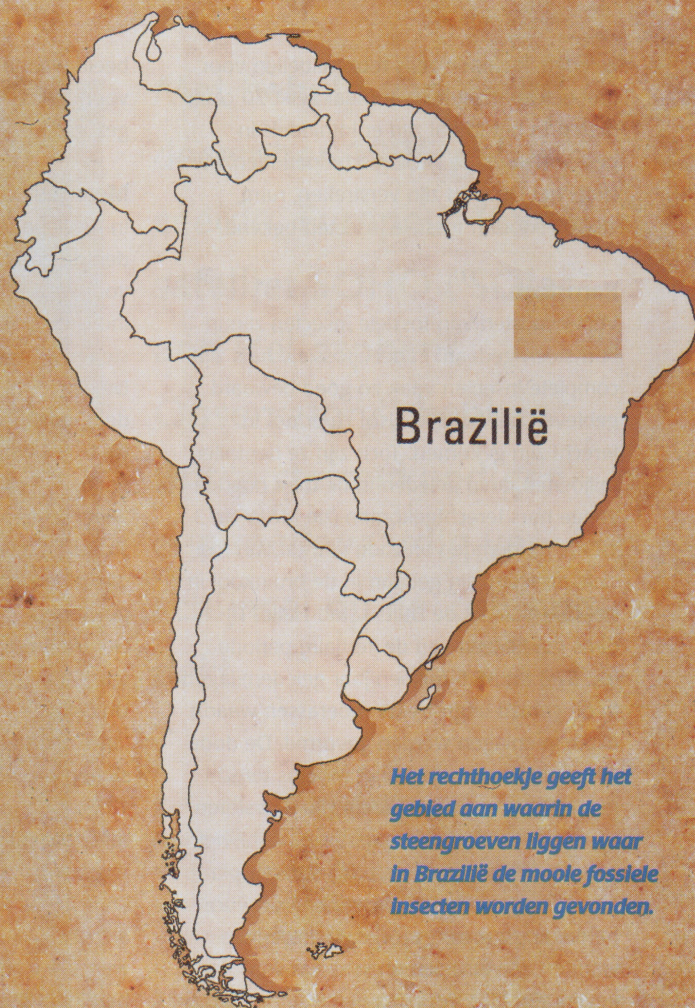 Brazilië
Het rechthoekje geeft het
gebied aan waarin de
steengroeven liggen waar
in Brazilië de mooie fossiele
insecten worden gevonden.